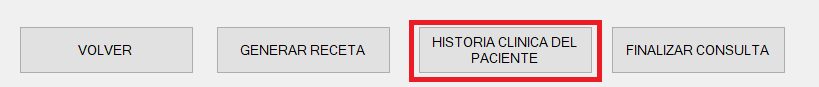 VOLVER
GENERAR RECETA
HISTORIA CLINICA DEL
PACIENTE
FINALIZAR CONSULTA